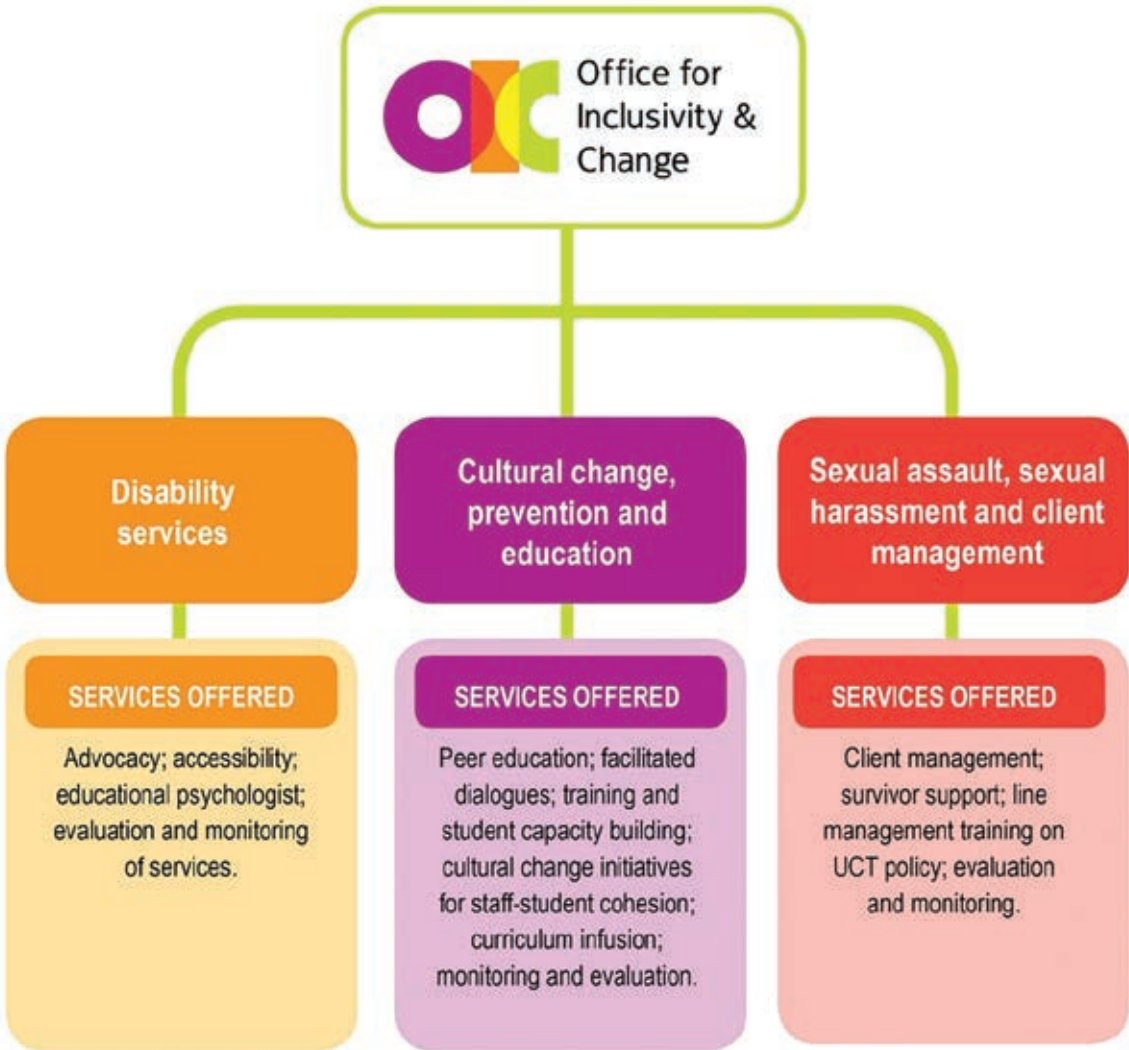 OIC
Office for
Inclusivity &
Change
Disability
services
SERVICES OFFERED
Advocacy; accessibility;
educational psychologist;
evaluation and monitoring
of services.
Cultural change,
prevention and
education
SERVICES OFFERED
Peer education; facilitated
dialogues; training and
student capacity building;
cultural change initiatives
for staff-student cohesion;
curriculum infusion;
monitoring and evaluation.
Sexual assault, sexual
harassment and client
management
SERVICES OFFERED
Client management;
survivor support; line
management training on
UCT policy; evaluation
and monitoring.